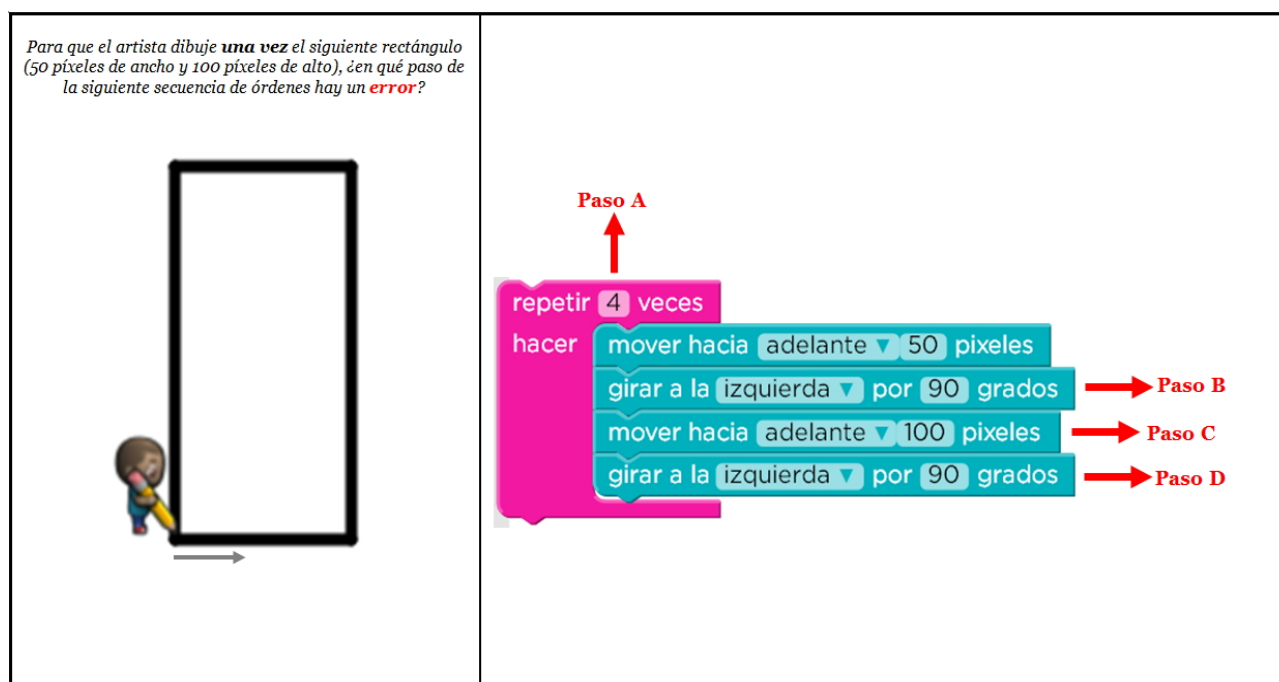 Para que el artista dibuje una vez el siguiente rectángulo
(50 píxeles de ancho y 100 píxeles de alto), ¿en qué paso de
la siguiente secuencia de órdenes hay un error?
Paso A
repetir 4 veces
hacer
mover hacia adelante ▼ 50 pixeles
girar a la izquierda ▼ por 90 grados
Paso B
mover hacia adelante ▼ 100 pixeles
Paso C
girar a la izquierda ▼ por 90 grados
Paso D